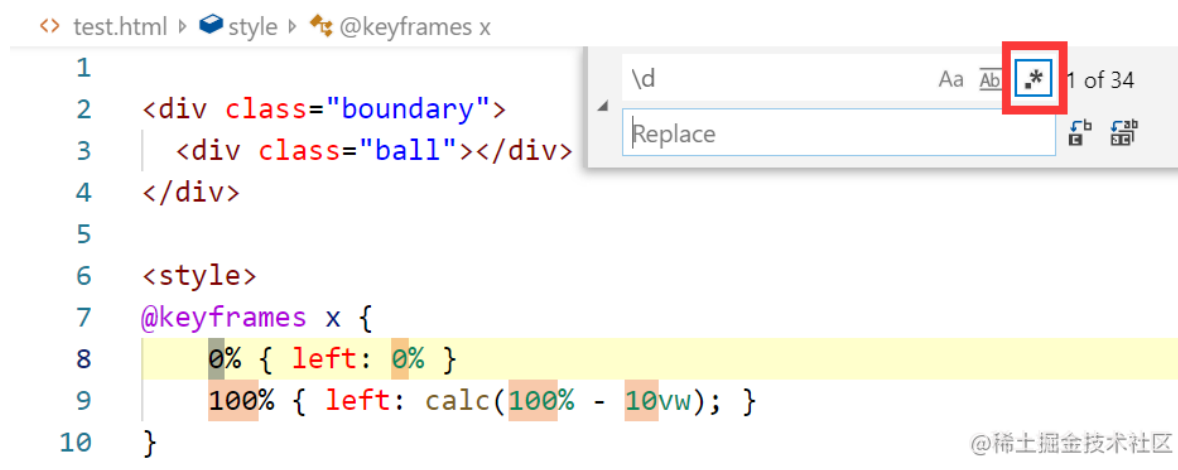 <> test.html style @keyframes x
\d Aa Ab .* 1 of 34
Replace
1
2 <div class="boundary">
3 <div class="ball"></div>
4 </div>
5
6 <style>
7 @keyframes x {
8 0% { left: 0% }
9 100% { left: calc(100% - 10vw); }
10 }
@稀土掘金技术社区